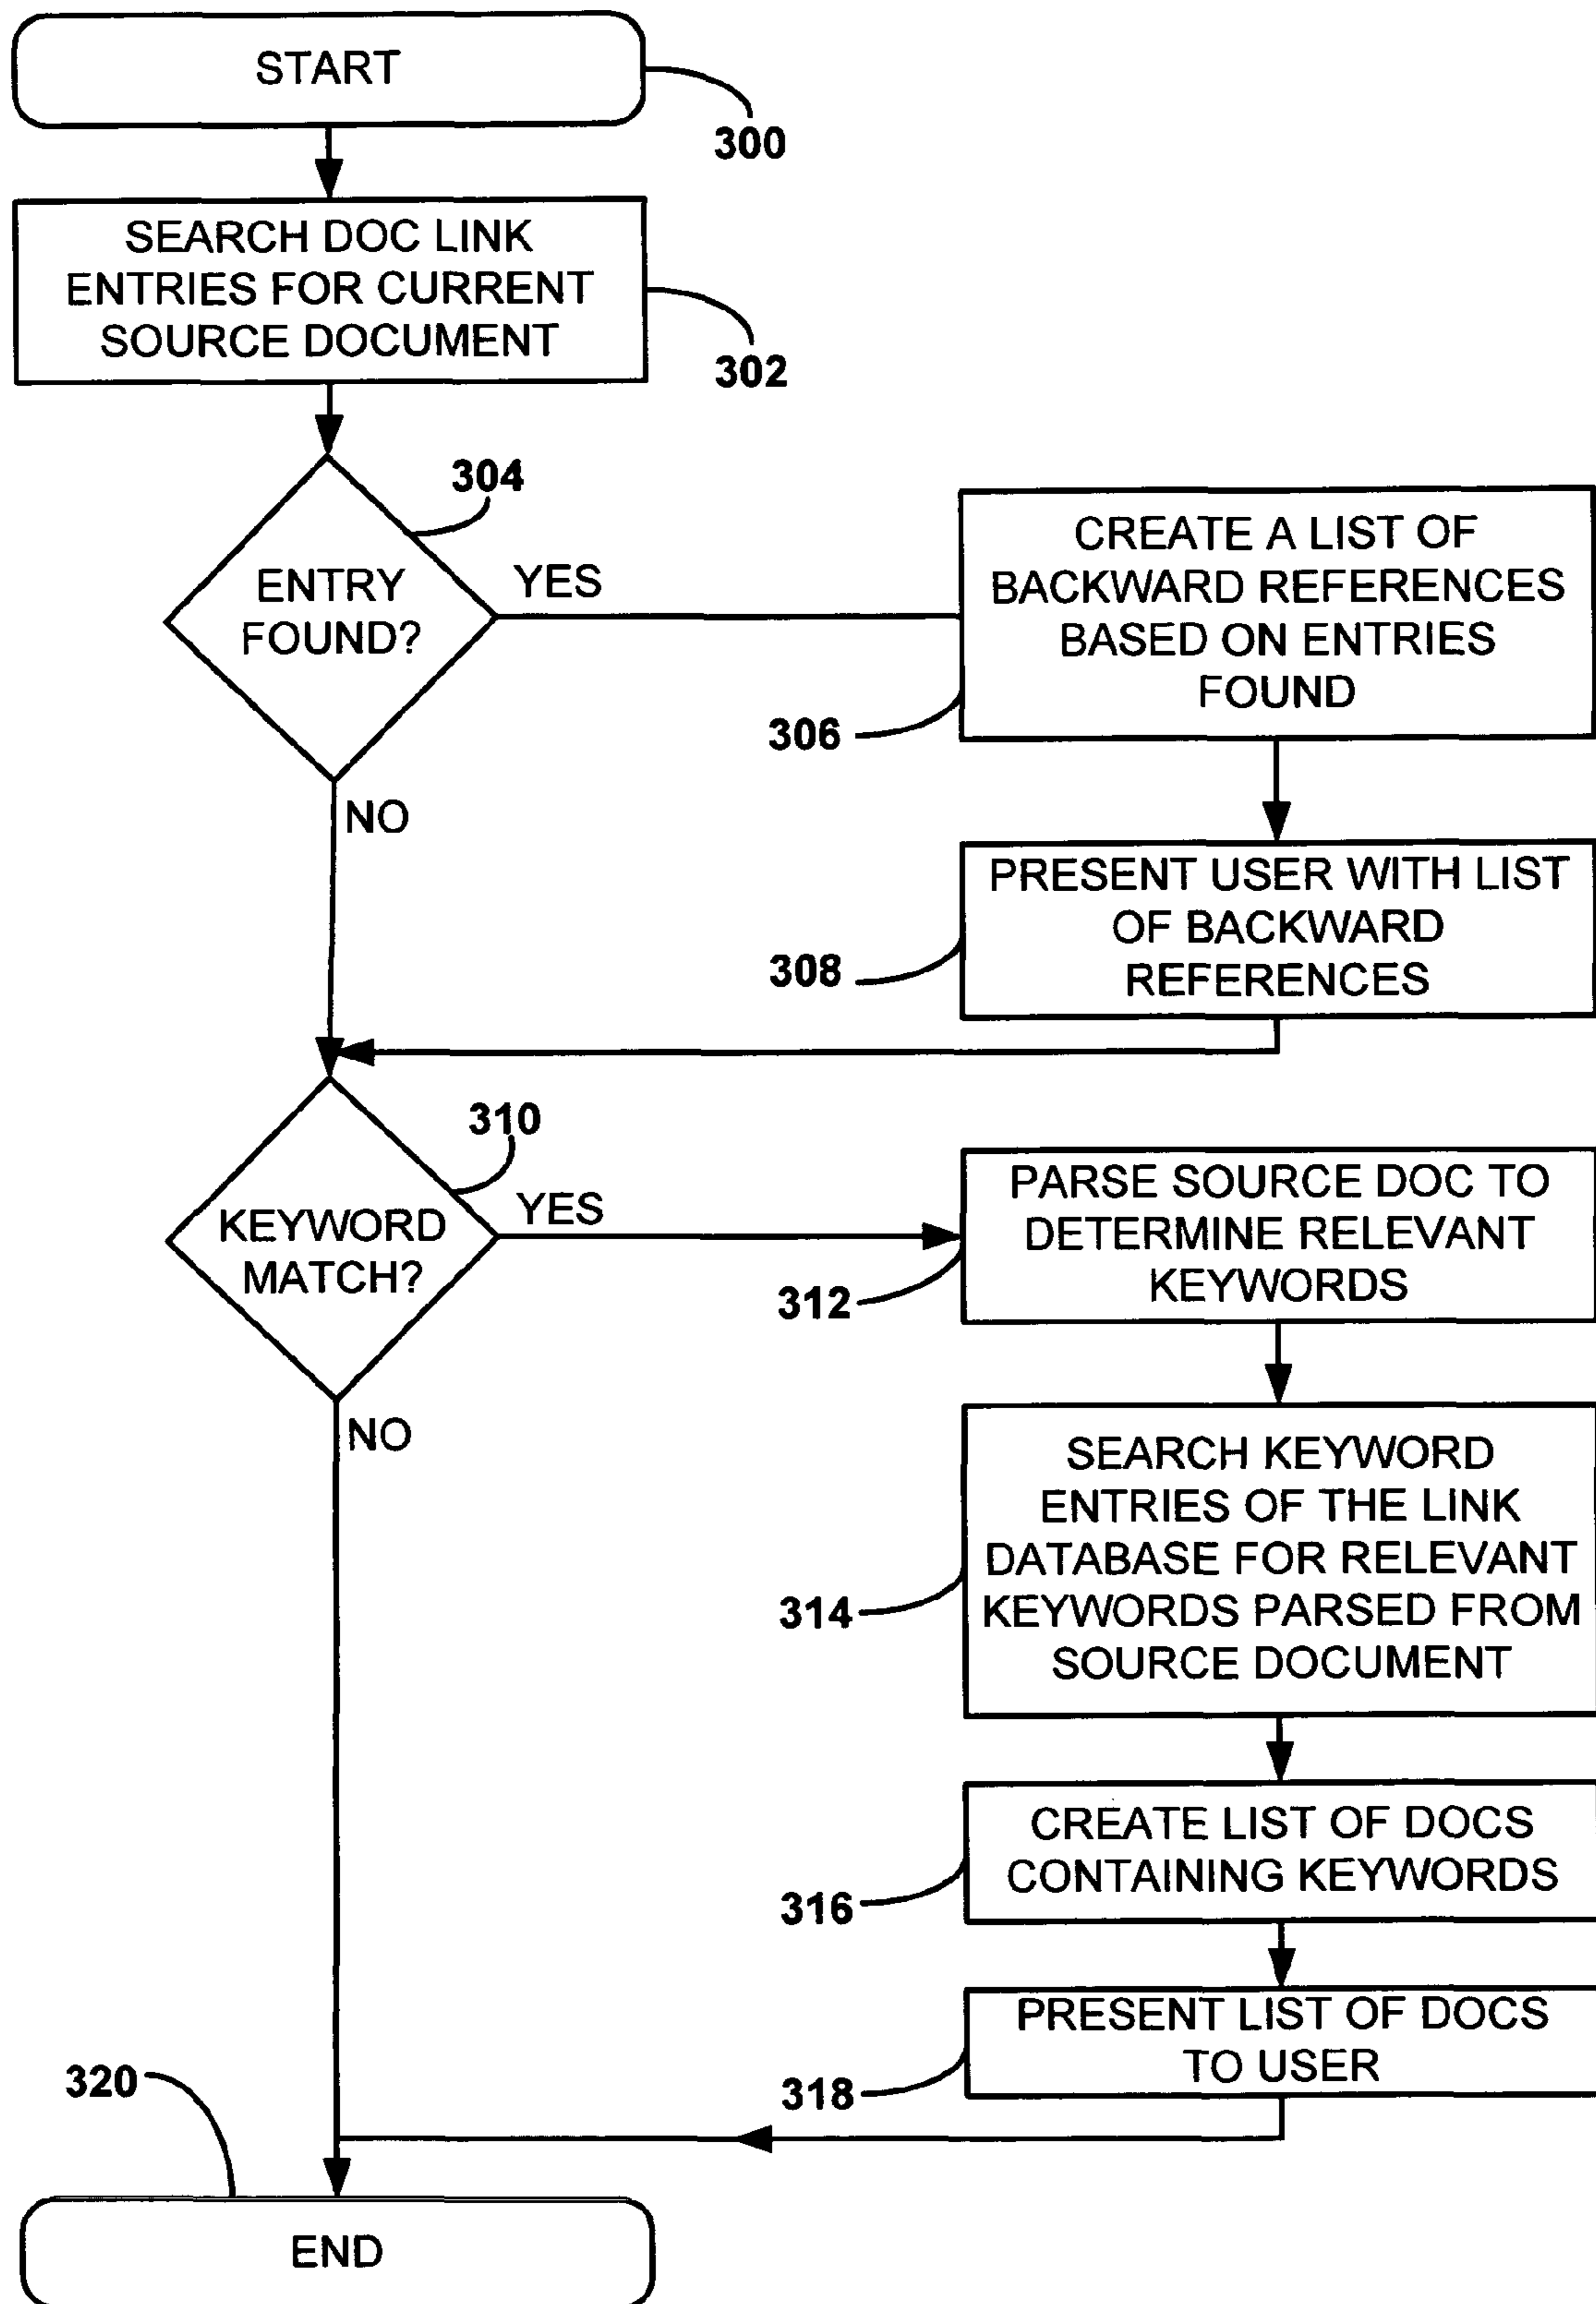 START
300
SEARCH DOC LINK
ENTRIES FOR CURRENT
SOURCE DOCUMENT
302
304
ENTRY
FOUND?
YES
NO
CREATE A LIST OF
BACKWARD REFERENCES
BASED ON ENTRIES
FOUND
306
PRESENT USER WITH LIST
OF BACKWARD
REFERENCES
308
310
KEYWORD
MATCH?
YES
NO
PARSE SOURCE DOC TO
DETERMINE RELEVANT
KEYWORDS
312
SEARCH KEYWORD
ENTRIES OF THE LINK
DATABASE FOR RELEVANT
KEYWORDS PARSED FROM
SOURCE DOCUMENT
314
CREATE LIST OF DOCS
CONTAINING KEYWORDS
316
PRESENT LIST OF DOCS
TO USER
318
320
END